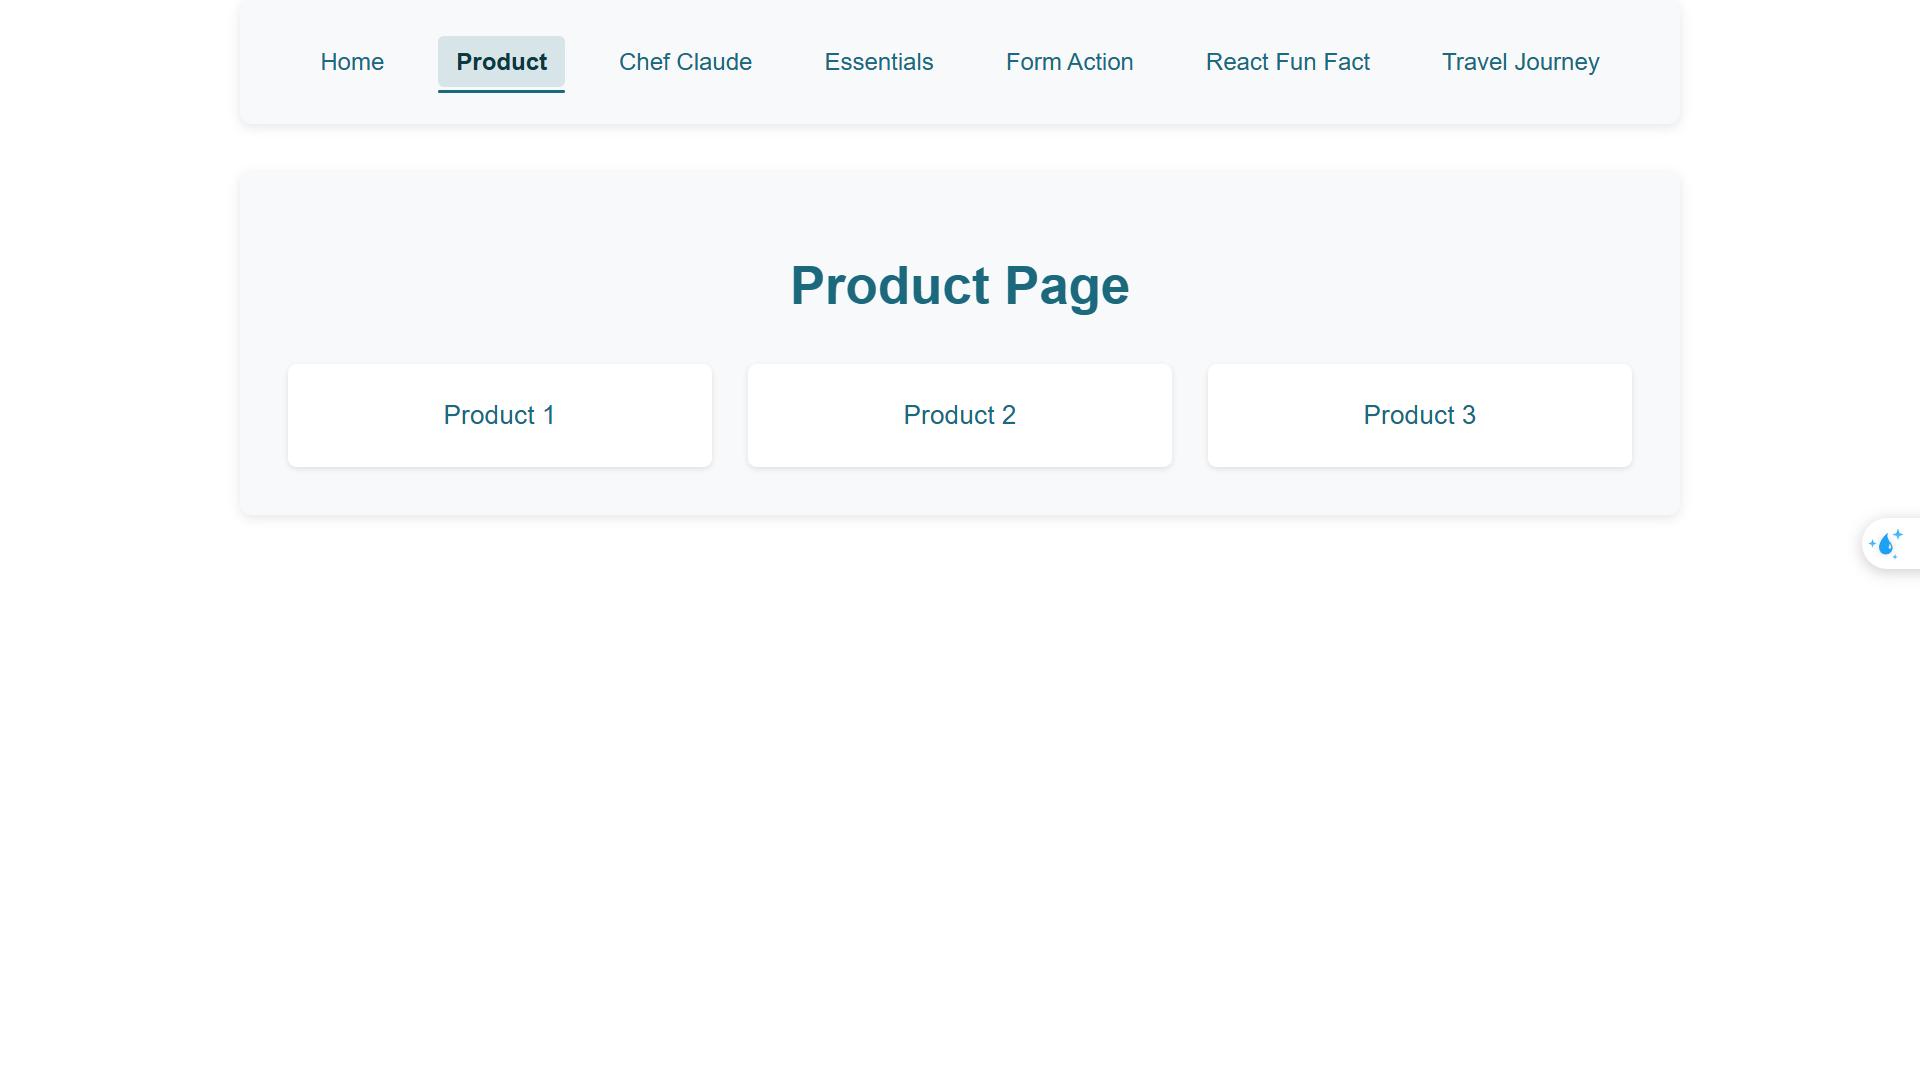 Home Product Chef Claude Essentials Form Action React Fun Fact Travel Journey
Product Page
Product 1 Product 2 Product 3